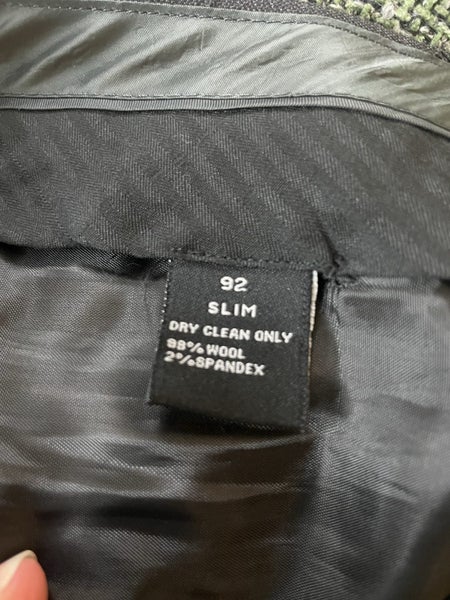 92
SLIM
DRY CLEAN ONLY
98% WOOL
2% SPANDEX